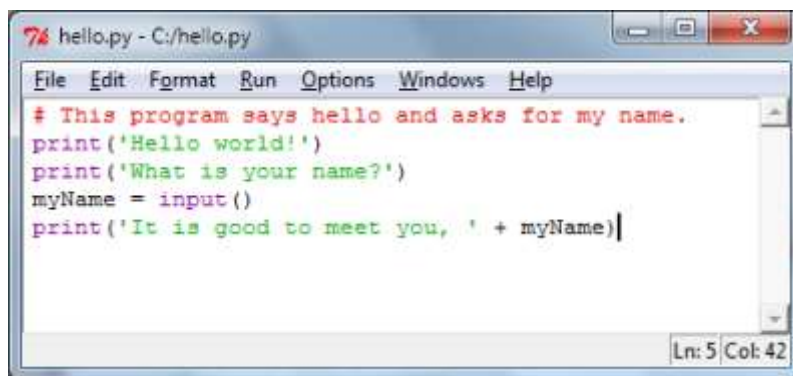 hello.py - C:/hello.py
File Edit Format Run Options Windows Help
# This program says hello and asks for my name.
print('Hello world!')
print('What is your name?')
myName = input()
print('It is good to meet you, ' + myName)
Ln: 5 Col: 42